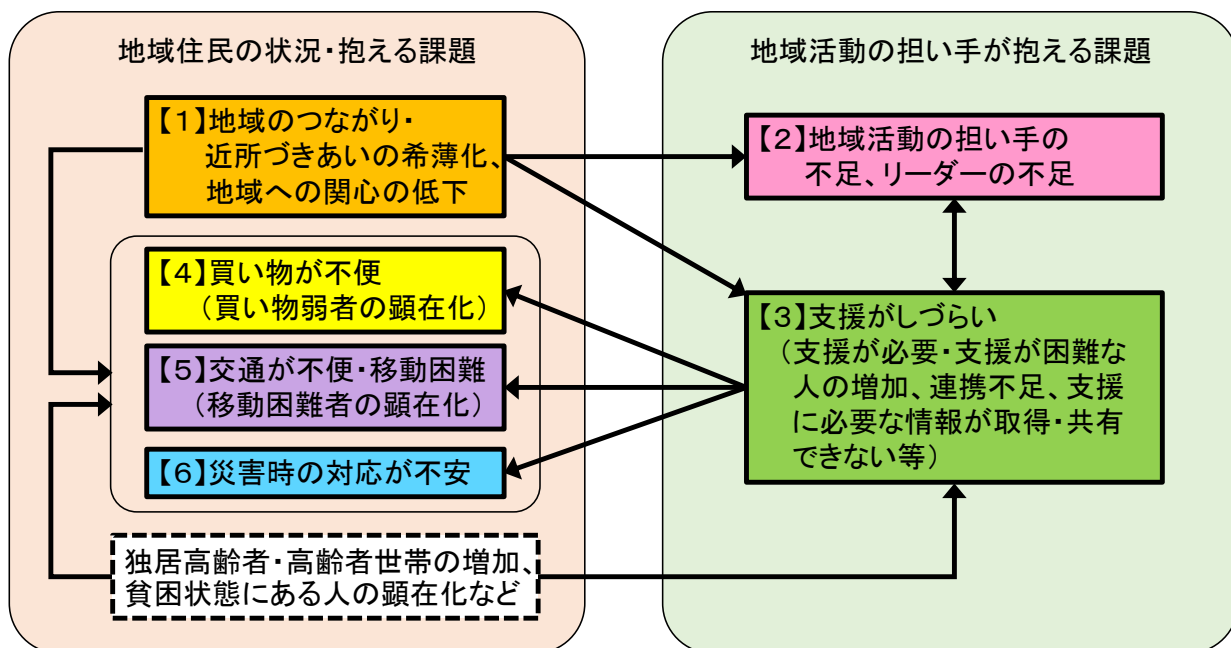 地域住民の状況・抱える課題
【1】地域のつながり・
近所づきあいの希薄化、
地域への関心の低下
【4】買い物が不便
（買い物弱者の顕在化）
【5】交通が不便・移動困難
（移動困難者の顕在化）
【6】災害時の対応が不安
独居高齢者・高齢者世帯の増加、
貧困状態にある人の顕在化など
地域活動の担い手が抱える課題
【2】地域活動の担い手の
不足、リーダーの不足
【3】支援がしづらい
（支援が必要・支援が困難な
人の増加、連携不足、支援
に必要な情報が取得・共有
できない等）